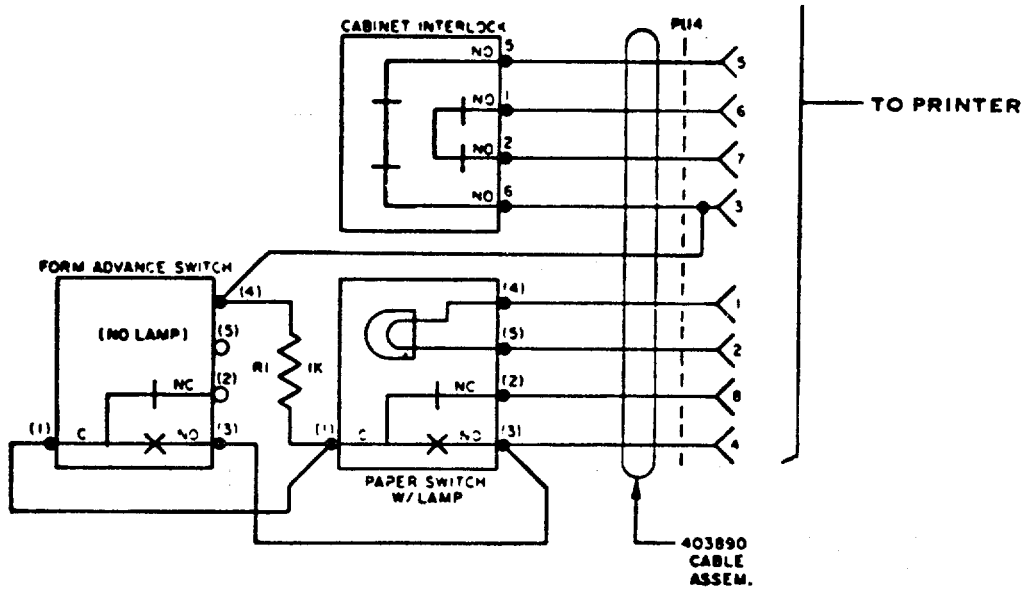 CABINET INTERLOCK
PU4
NO 5
5
NO 1
6
TO PRINTER
NO 2
7
NO 6
3
FORM ADVANCE SWITCH
(4)
(4)
1
(NO LAMP)
(5)
(5)
2
R1 1K
NC (2)
NC (2)
8
(1) C NO (3)
(1) C NO (3)
4
PAPER SWITCH
W/LAMP
403890
CABLE
ASSEM.